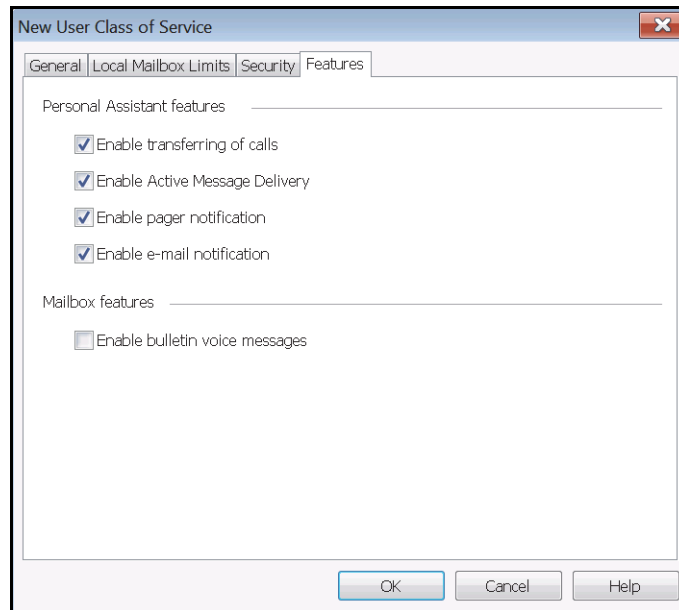 New User Class of Service
General Local Mailbox Limits Security Features
Personal Assistant features
Enable transferring of calls
Enable Active Message Delivery
Enable pager notification
Enable e-mail notification
Mailbox features
Enable bulletin voice messages
OK Cancel Help